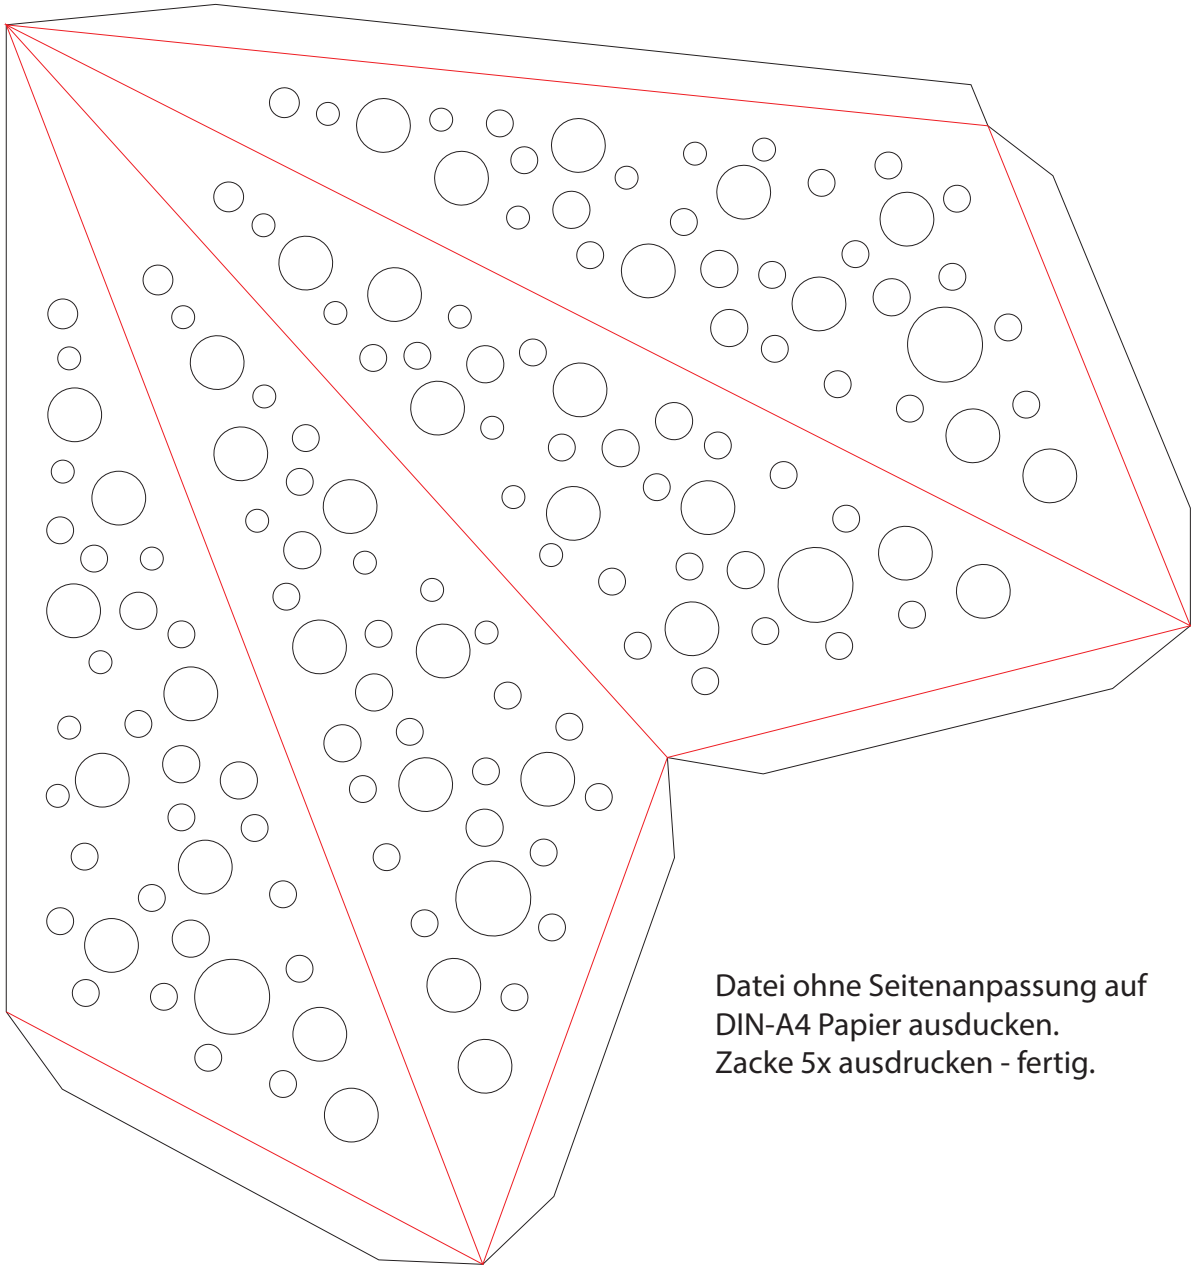 Datei ohne Seitenanpassung auf
DIN-A4 Papier ausducken.
Zacke 5x ausdrucken - fertig.